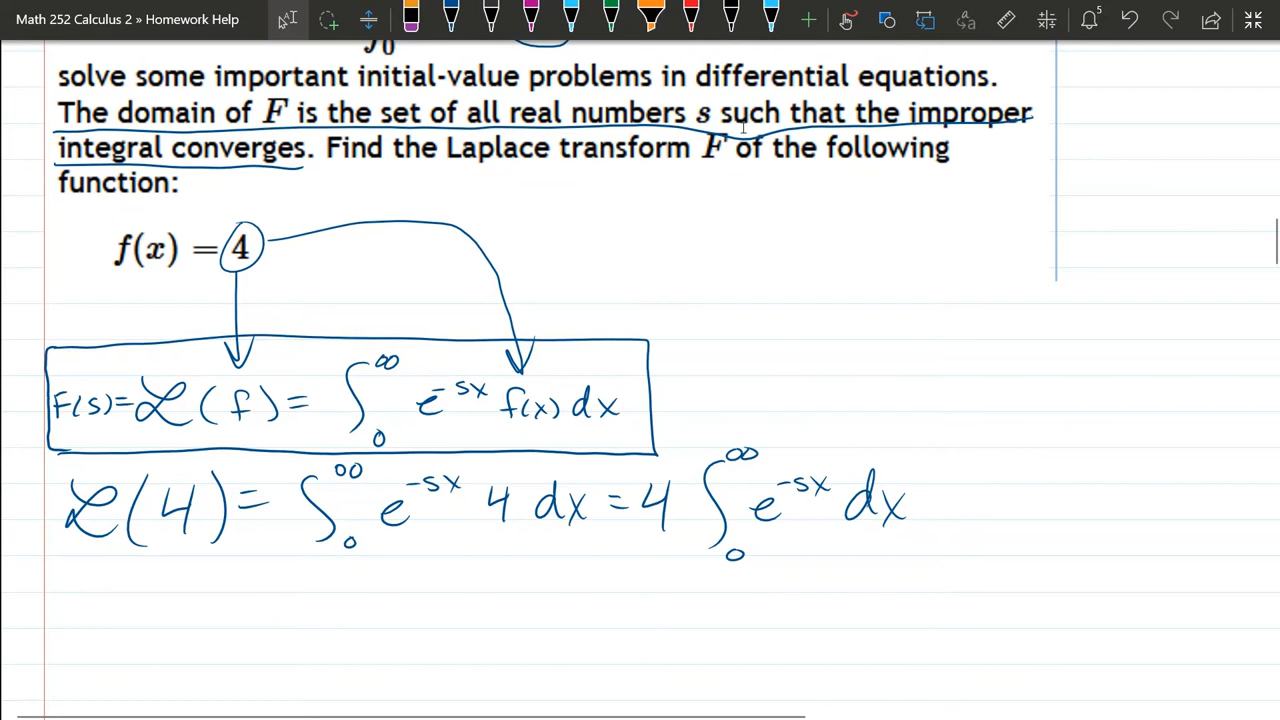 Math 252 Calculus 2 » Homework Help
5
∫0
solve some important initial-value problems in differential equations.
The domain of F is the set of all real numbers s such that the improper
integral converges. Find the Laplace transform F of the following
function:
f(x) = 4
F(s)=ℒ(f)= ∫₀^∞ e^-sx f(x) dx
ℒ(4)= ∫₀^∞ e^-sx 4 dx = 4 ∫₀^∞ e^-sx dx